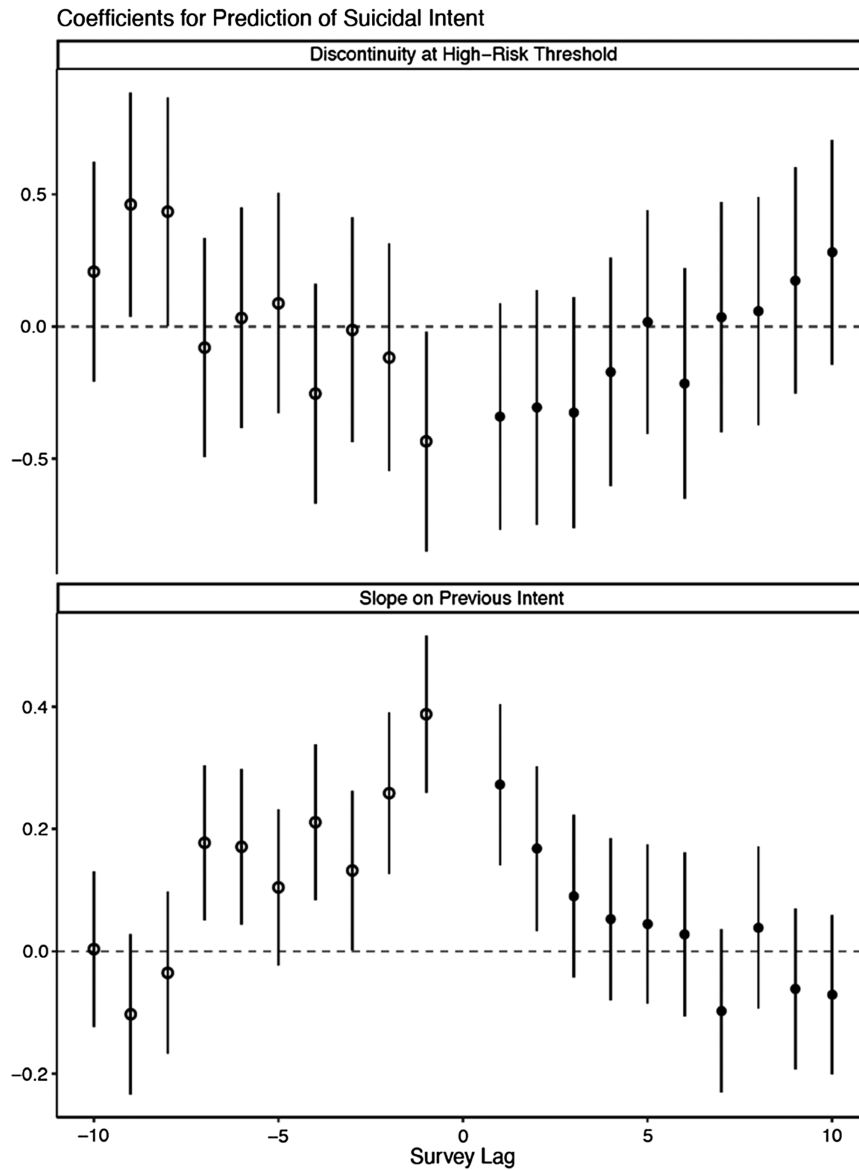 Coefficients for Prediction of Suicidal Intent
Discontinuity at High−Risk Threshold
0.5
0.0
−0.5
Slope on Previous Intent
0.4
0.2
0.0
−0.2
−10 −5 0 5 10
Survey Lag